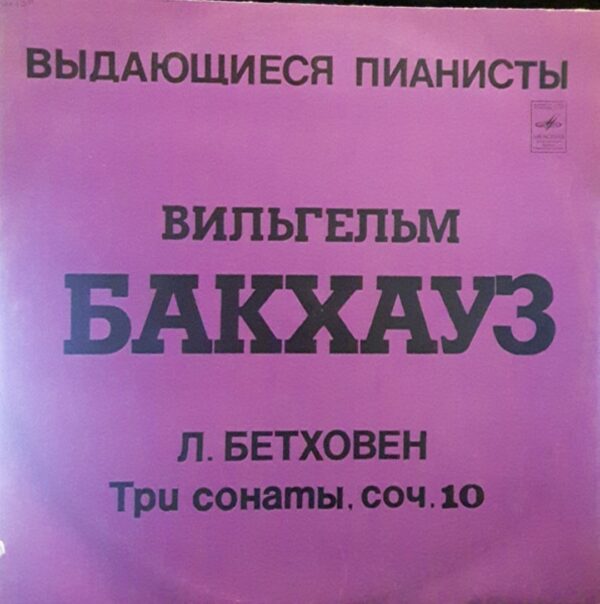 ВЫДАЮЩИЕСЯ ПИАНИСТЫ
ВИЛЬГЕЛЬМ
БАКХАУЗ
Л. БЕТХОВЕН
Три сонаты, соч. 10